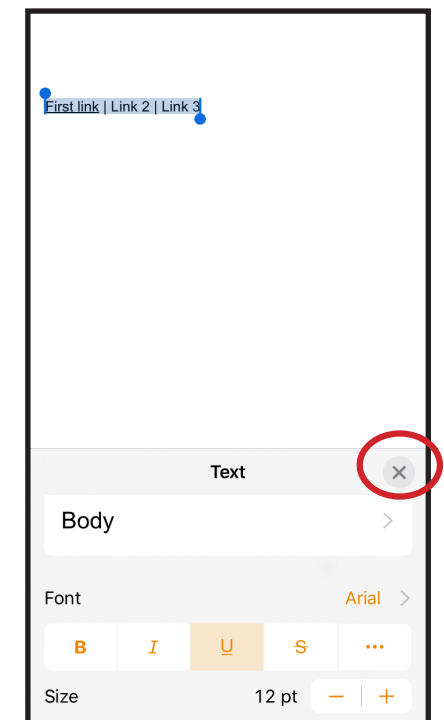 First link | Link 2 | Link 3
Text
Body
Font Arial
B I U S ...
Size 12 pt − +